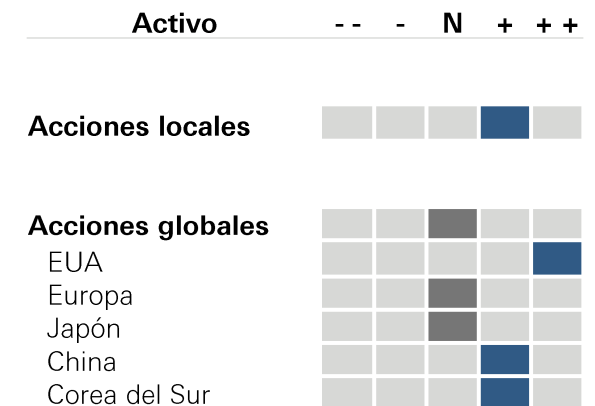 Activo -- - N + ++
Acciones locales
Acciones globales
EUA
Europa
Japón
China
Corea del Sur